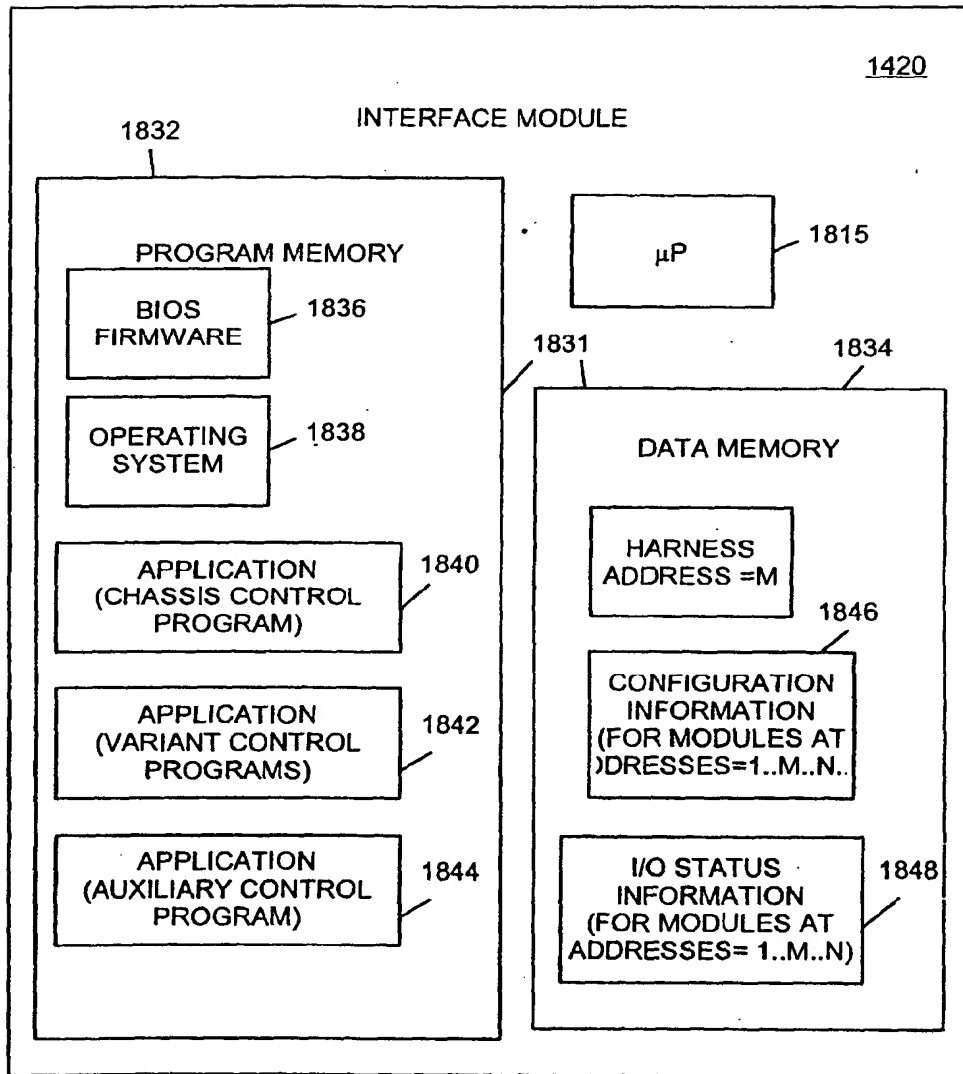 1420
INTERFACE MODULE
1832
PROGRAM MEMORY
BIOS
FIRMWARE
1836
OPERATING
SYSTEM
1838
APPLICATION
(CHASSIS CONTROL
PROGRAM)
1840
APPLICATION
(VARIANT CONTROL
PROGRAMS)
1842
APPLICATION
(AUXILIARY CONTROL
PROGRAM)
1844
μP
1815
1831
1834
DATA MEMORY
HARNESS
ADDRESS =M
1846
CONFIGURATION
INFORMATION
(FOR MODULES AT
)DRESSES=1..M..N..
I/O STATUS
INFORMATION
(FOR MODULES AT
ADDRESSES= 1..M..N)
1848